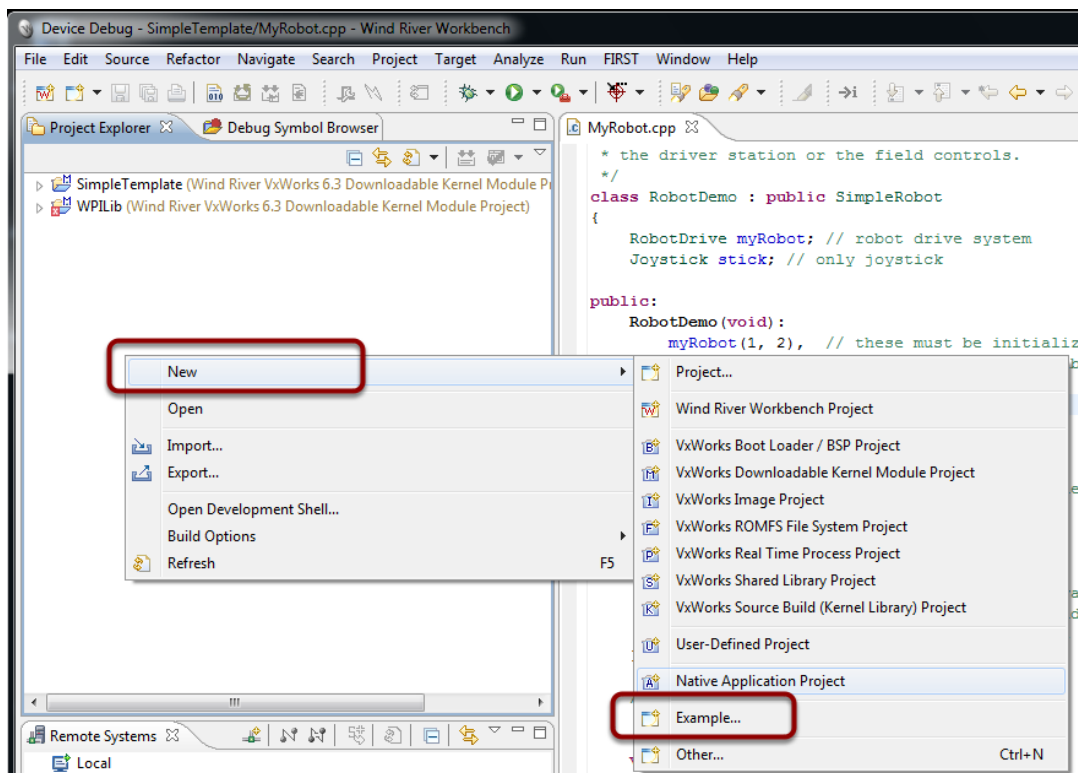 Device Debug - SimpleTemplate/MyRobot.cpp - Wind River Workbench
File Edit Source Refactor Navigate Search Project Target Analyze Run FIRST Window Help
Project Explorer
Debug Symbol Browser
SimpleTemplate (Wind River VxWorks 6.3 Downloadable Kernel Module
WPILib (Wind River VxWorks 6.3 Downloadable Kernel Module Project)
MyRobot.cpp
* the driver station or the field controls.
*/
class RobotDemo : public SimpleRobot
{
RobotDrive myRobot; // robot drive system
Joystick stick; // only joystick
public:
RobotDemo(void):
myRobot(1, 2), // these must be
New
Open
Import...
Export...
Open Development Shell...
Build Options
Refresh F5
Project...
Wind River Workbench Project
VxWorks Boot Loader / BSP Project
VxWorks Downloadable Kernel Module Project
VxWorks Image Project
VxWorks ROMFS File System Project
VxWorks Real Time Process Project
VxWorks Shared Library Project
VxWorks Source Build (Kernel Library) Project
User-Defined Project
Native Application Project
Example...
Other... Ctrl+N
Remote Systems
Local